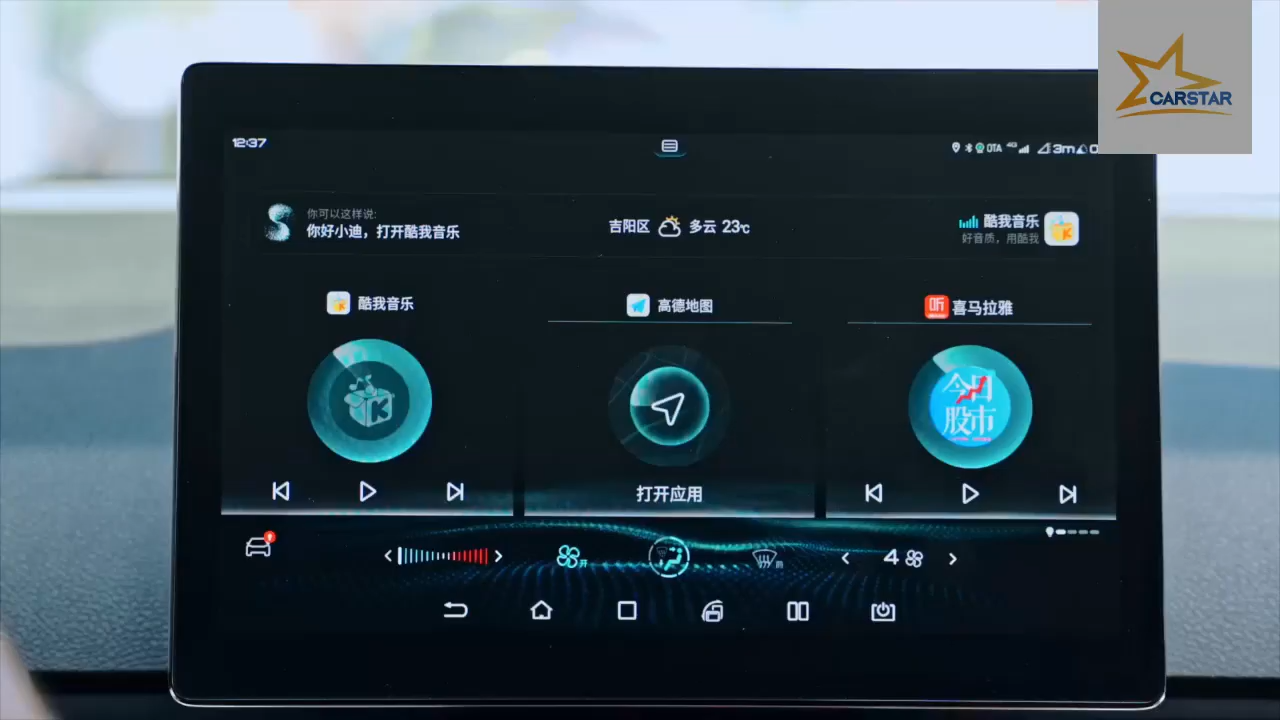 CARSTAR
12:37
OTA 4G 3m
你可以这样说:
你好小迪，打开酷我音乐
吉阳区 多云 23℃
酷我音乐
好音质，用酷我
酷我音乐
高德地图
听 喜马拉雅
K
今日
股市
打开应用
开
前
4